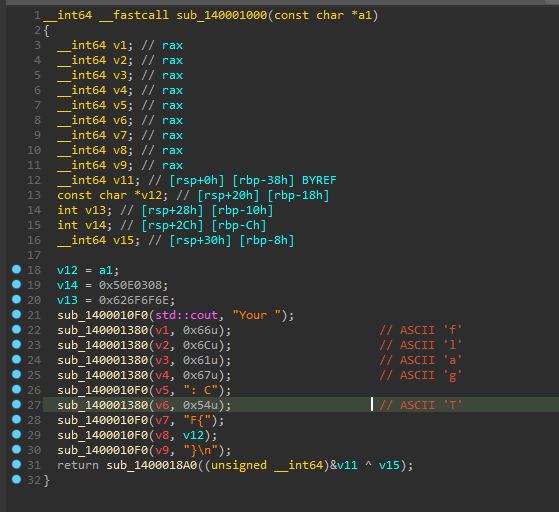 1 __int64 __fastcall sub_140001000(const char *a1)
2 {
3 __int64 v1; // rax
4 __int64 v2; // rax
5 __int64 v3; // rax
6 __int64 v4; // rax
7 __int64 v5; // rax
8 __int64 v6; // rax
9 __int64 v7; // rax
10 __int64 v8; // rax
11 __int64 v9; // rax
12 __int64 v11; // [rsp+0h] [rbp-38h] BYREF
13 const char *v12; // [rsp+20h] [rbp-18h]
14 int v13; // [rsp+28h] [rbp-10h]
15 int v14; // [rsp+2Ch] [rbp-Ch]
16 __int64 v15; // [rsp+30h] [rbp-8h]
17
18 v12 = a1;
19 v14 = 0x50E0308;
20 v13 = 0x626F6F6E;
21 sub_1400010F0(std::cout, "Your ");
22 sub_140001380(v1, 0x66u); // ASCII 'f'
23 sub_140001380(v2, 0x6Cu); // ASCII 'l'
24 sub_140001380(v3, 0x61u); // ASCII 'a'
25 sub_140001380(v4, 0x67u); // ASCII 'g'
26 sub_1400010F0(v5, ": C");
27 sub_140001380(v6, 0x54u); // ASCII 'T'
28 sub_1400010F0(v7, "F{");
29 sub_1400010F0(v8, v12);
30 sub_1400010F0(v9, "}\n");
31 return sub_1400018A0((unsigned __int64)&v11 ^ v15);
32 }